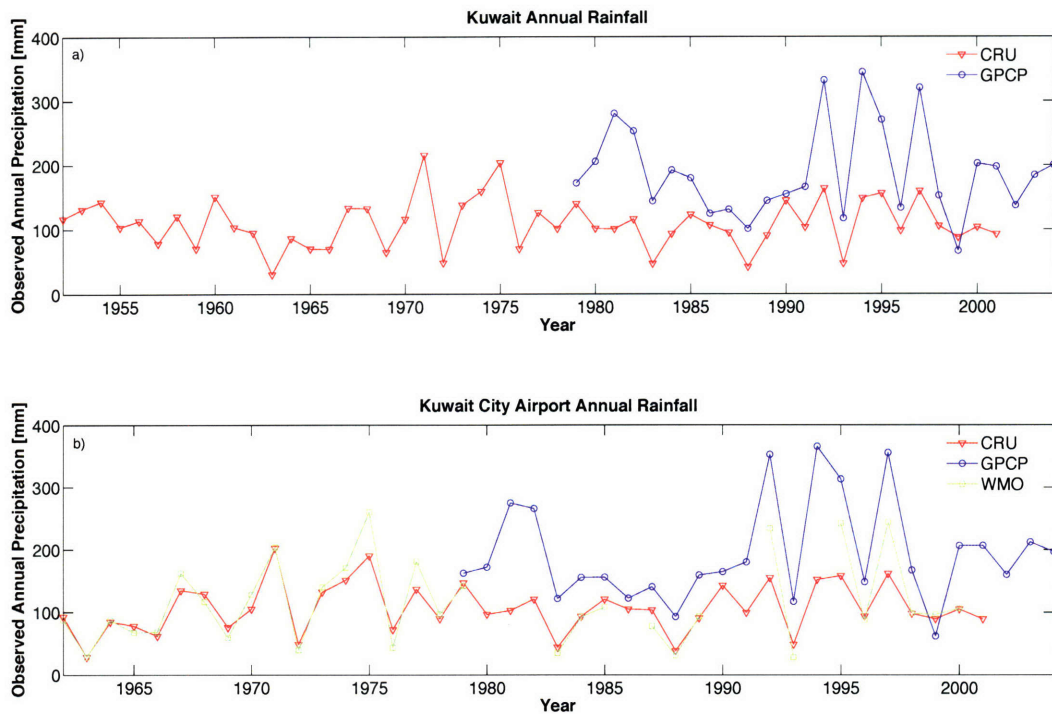 Kuwait Annual Rainfall
a)
CRU
GPCP
Observed Annual Precipitation [mm]
400
300
200
100
0
1955 1960 1965 1970 1975 1980 1985 1990 1995 2000
Year
Kuwait City Airport Annual Rainfall
b)
CRU
GPCP
WMO
Observed Annual Precipitation [mm]
400
300
200
100
0
1965 1970 1975 1980 1985 1990 1995 2000
Year